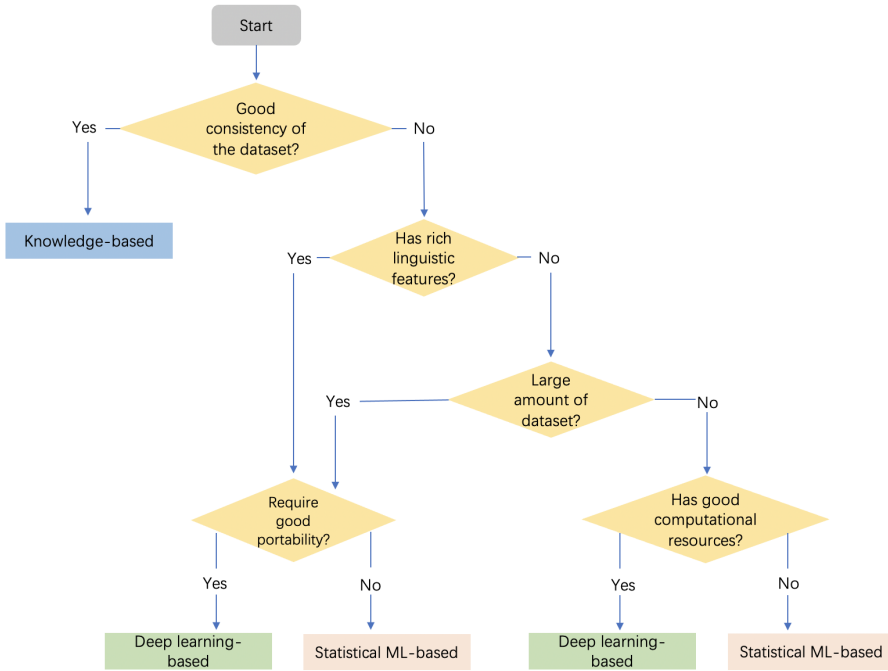 Start
Good
consistency of
the dataset?
Yes
No
Knowledge-based
Has rich
linguistic
features?
Yes
No
Large
amount of
dataset?
Yes
No
Require
good
portability?
Has good
computational
resources?
Yes
No
Yes
No
Deep learning-
based
Statistical ML-based
Deep learning-
based
Statistical ML-based